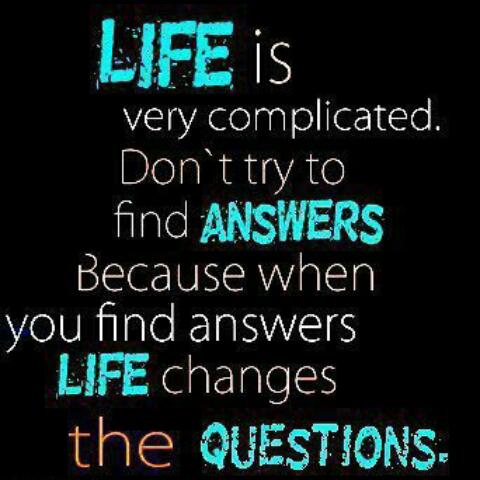 LIFE is
very complicated.
Don`t try to
find ANSWERS
Because when
you find answers
LIFE changes
the QUESTIONS.